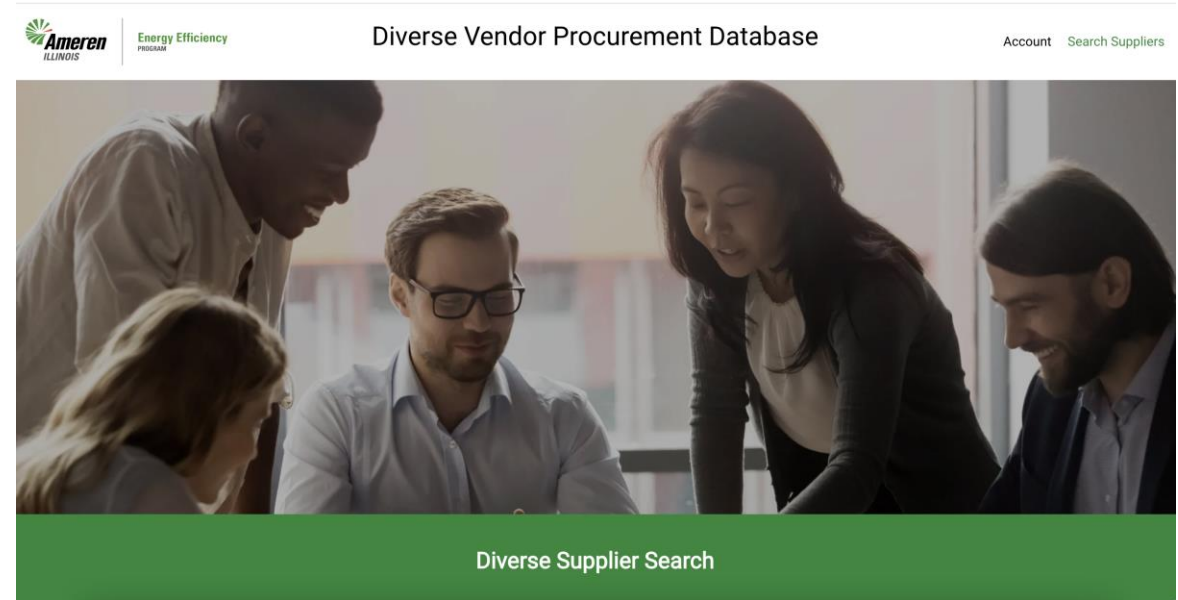 Ameren
ILLINOIS
Energy Efficiency
PROGRAM
Diverse Vendor Procurement Database
Account Search Suppliers
Diverse Supplier Search